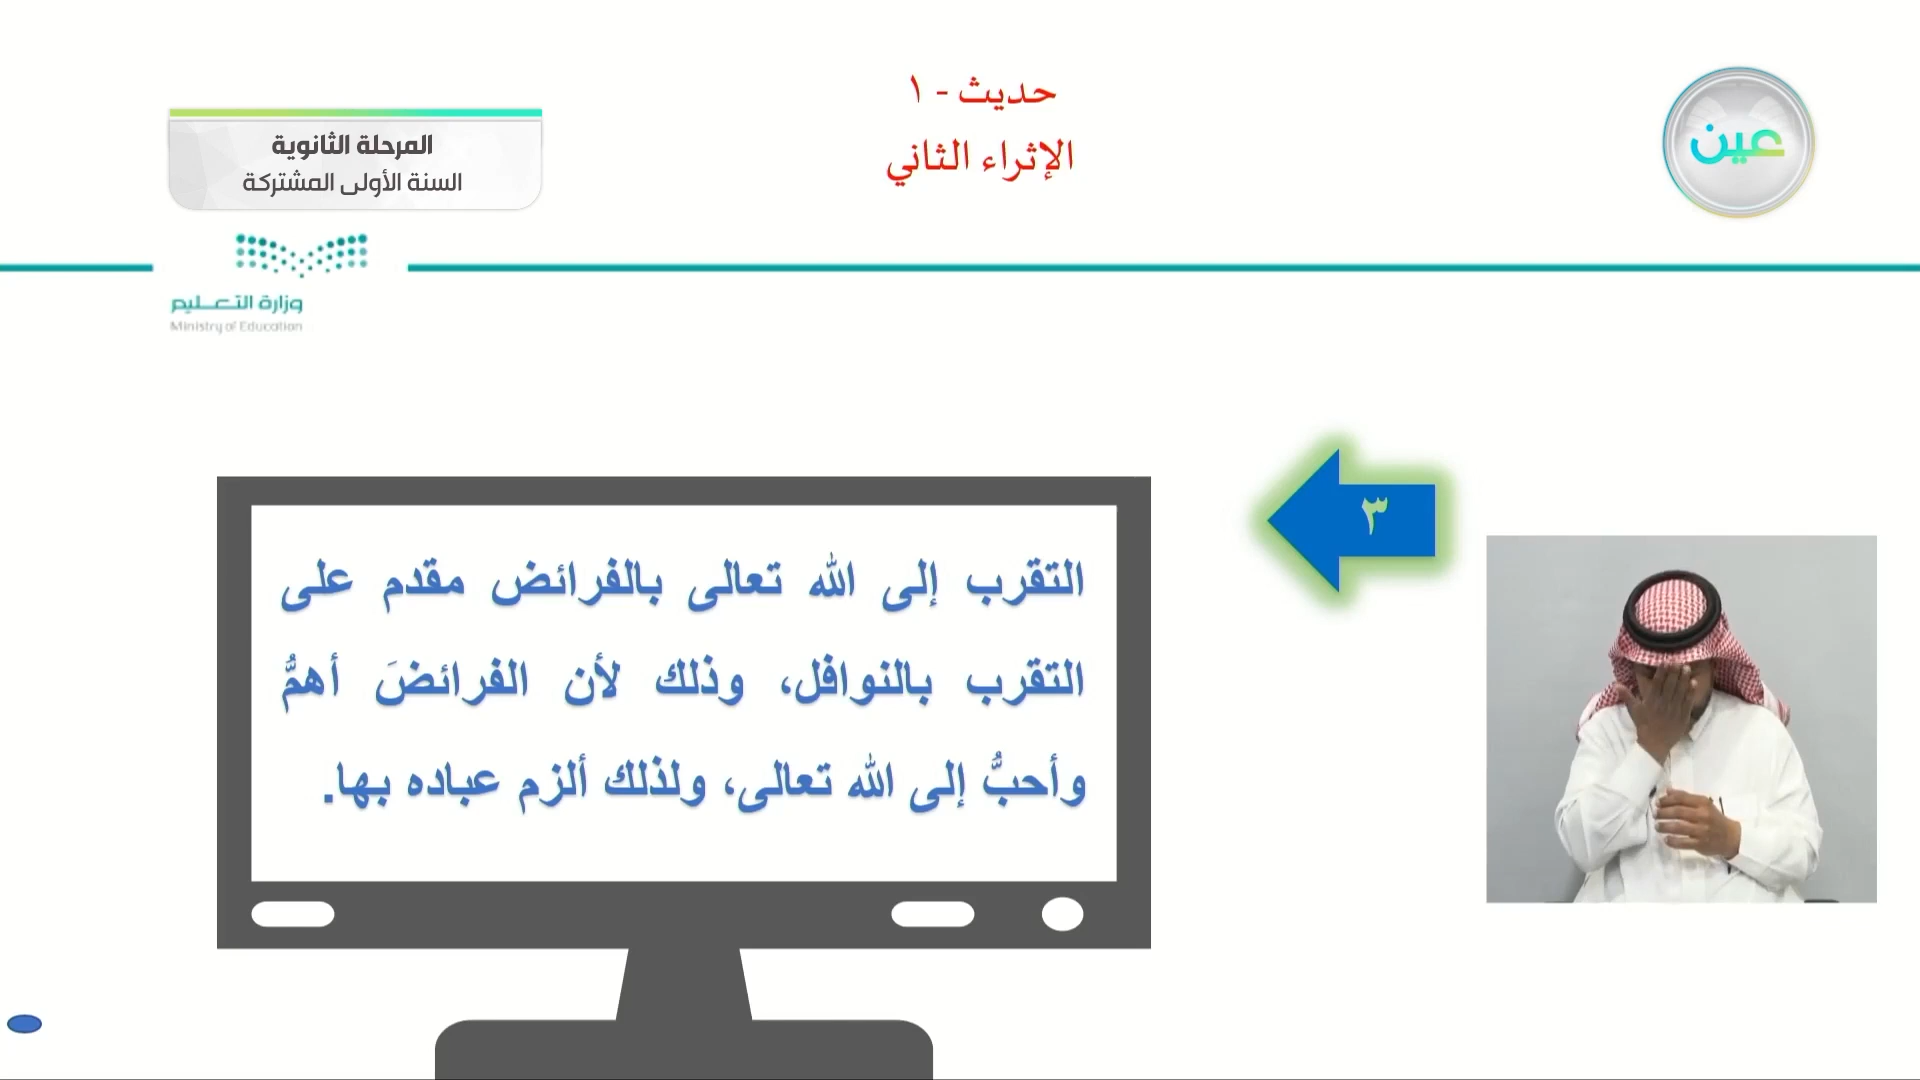 حديث - ١
الإثراء الثاني
عين
المرحلة الثانوية
السنة الأولى المشتركة
وزارة التعليم
Ministry of Education
٣
التقرب إلى الله تعالى بالفرائض مقدم على
التقرب بالنوافل، وذلك لأن الفرائضَ أهمُّ
وأحبُّ إلى الله تعالى، ولذلك ألزم عباده بها.